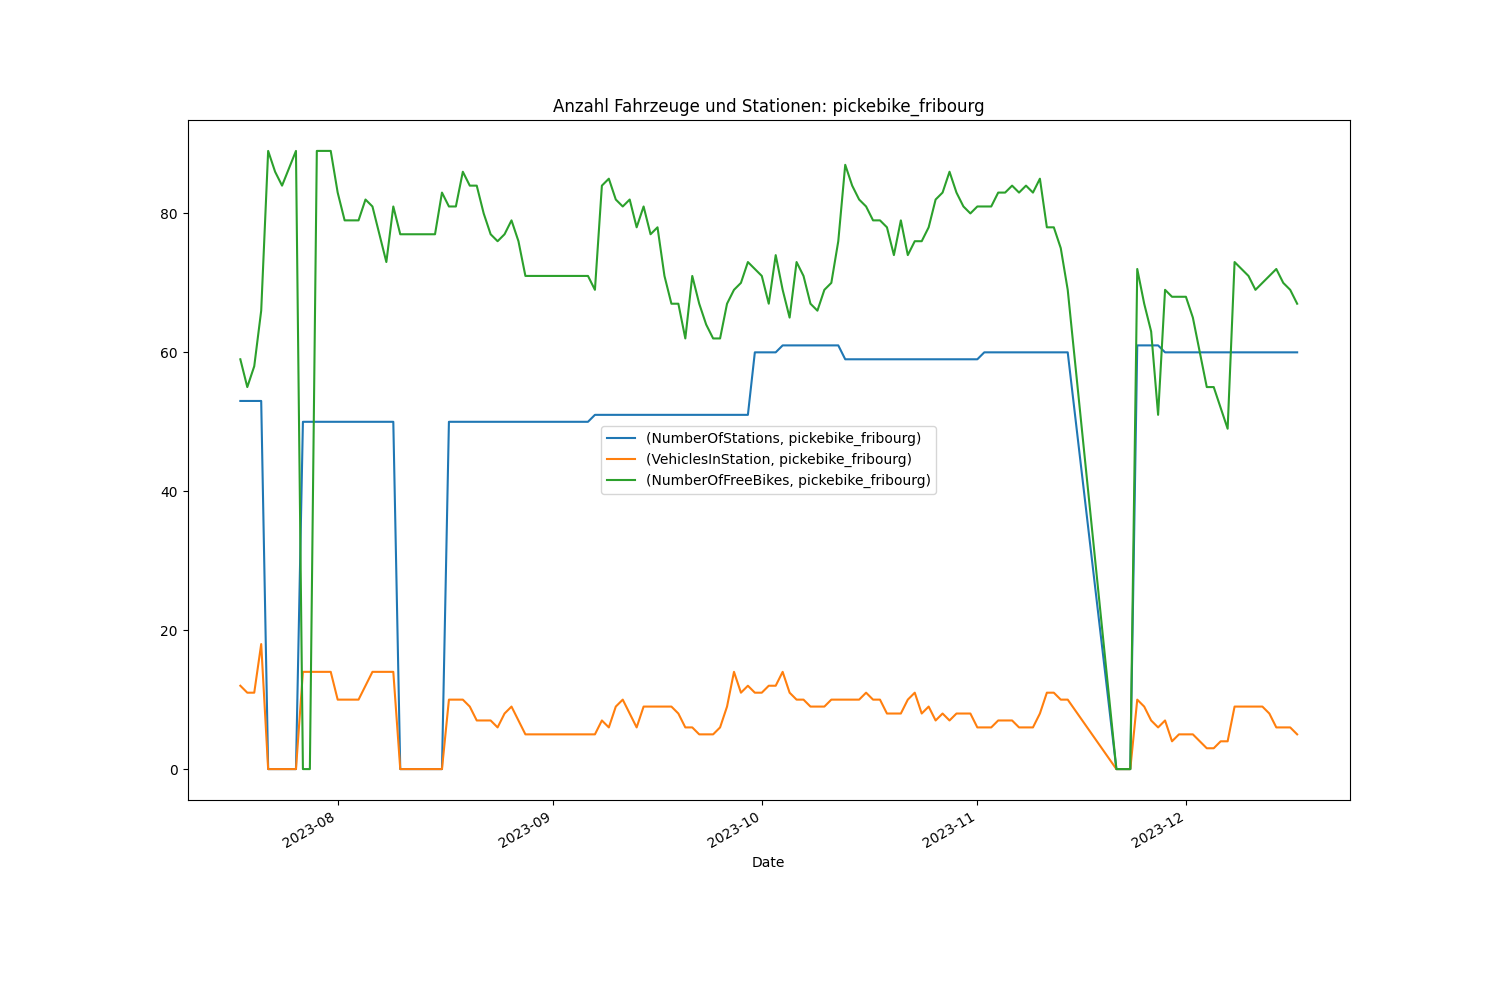 Anzahl Fahrzeuge und Stationen: pickebike_fribourg
80
60
40
20
0
(NumberOfStations, pickebike_fribourg)
(VehiclesInStation, pickebike_fribourg)
(NumberOfFreeBikes, pickebike_fribourg)
2023-08
2023-09
2023-10
2023-11
2023-12
Date